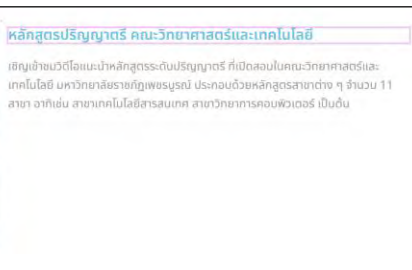 หลักสูตรปริญญาตรี คณะวิทยาศาสตร์และเทคโนโลยี
เชิญเข้าชมวิดีโอแนะนำหลักสูตรระดับปริญญาตรี ที่เปิดสอนในคณะวิทยาศาสตร์และ
เทคโนโลยี มหาวิทยาลัยราชภัฏเพชรบูรณ์ ประกอบด้วยหลักสูตรสาขาต่าง ๆ จำนวน 11
สาขา อาทิเช่น สาขาเทคโนโลยีสารสนเทศ สาขาวิทยาการคอมพิวเตอร์ เป็นต้น